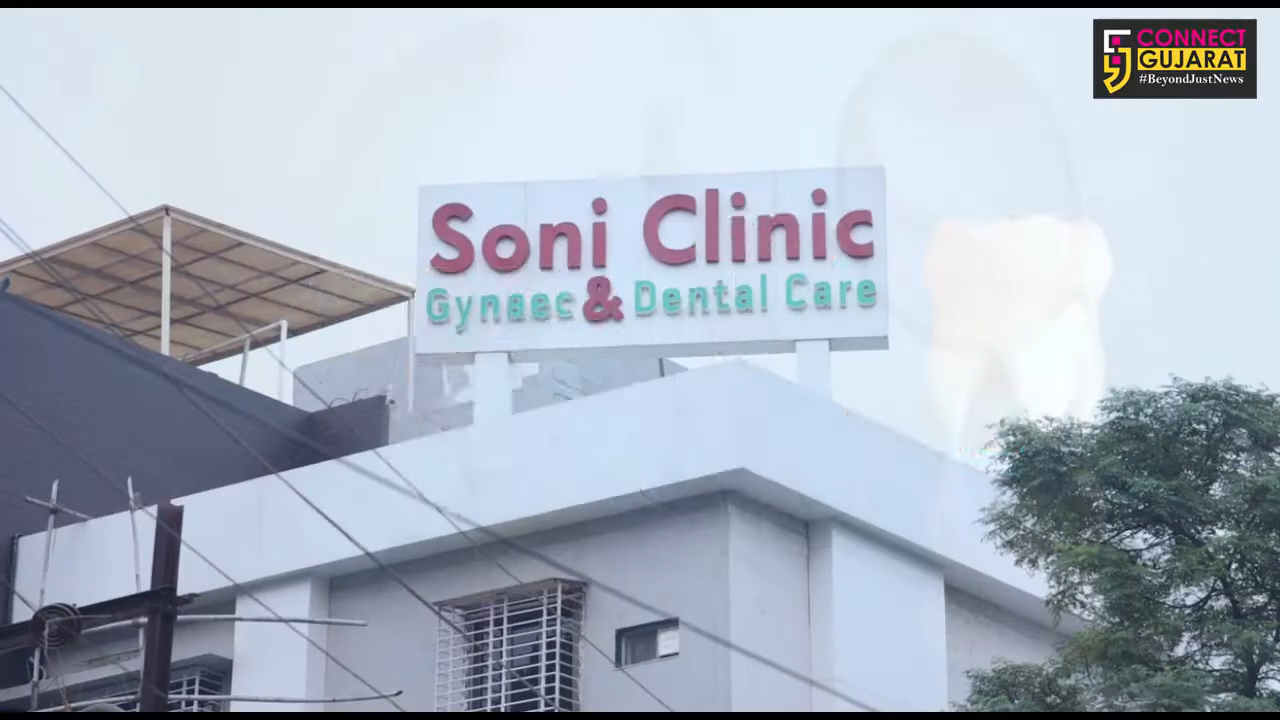 CONNECT
GUJARAT
#BeyondJustNews
Soni Clinic
Gynaec & Dental Care